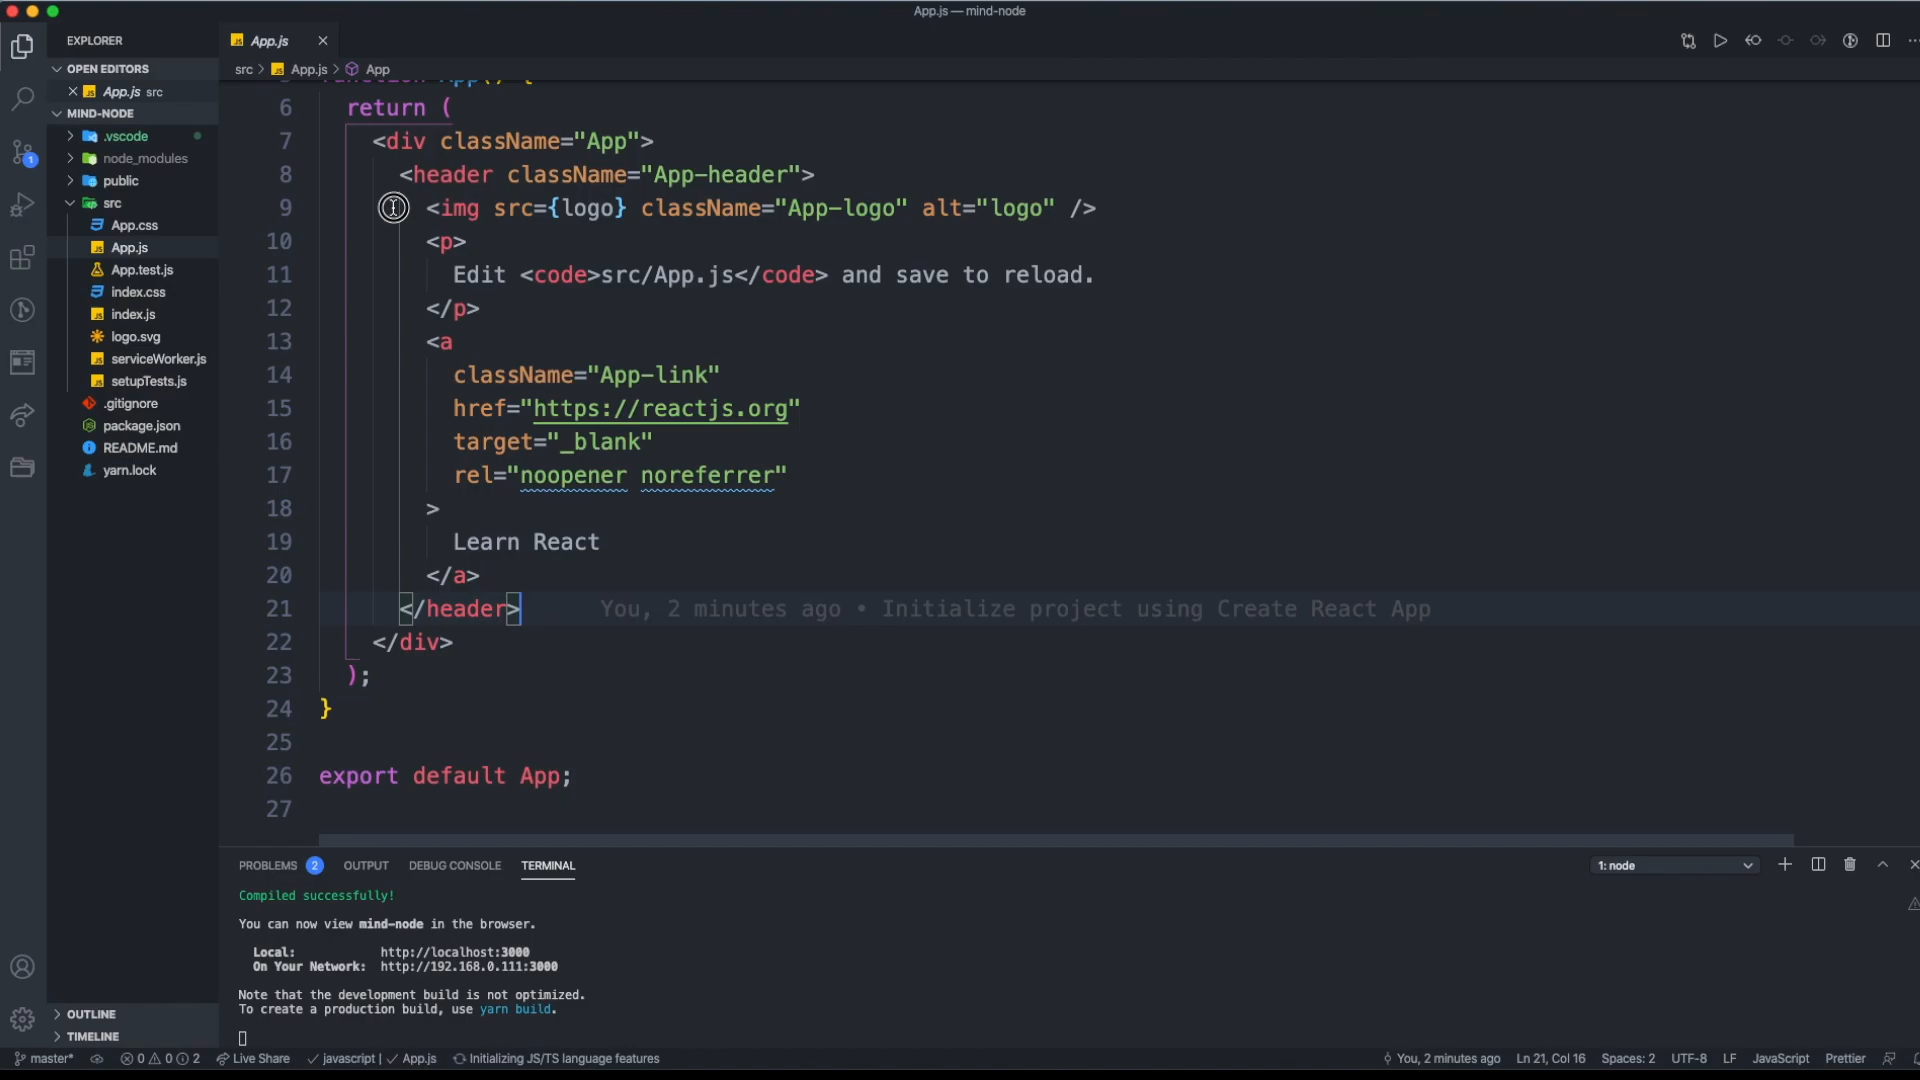 App.js — mind-node
EXPLORER
OPEN EDITORS
App.js src
MIND-NODE
.vscode
node_modules
public
src
App.css
App.js
App.test.js
index.css
index.js
logo.svg
serviceWorker.js
setupTests.js
.gitignore
package.json
README.md
yarn.lock
OUTLINE
TIMELINE
1
App.js
src > App.js > App
6 return (
7 <div className="App">
8 <header className="App-header">
9 <img src={logo} className="App-logo" alt="logo" />
10 <p>
11 Edit <code>src/App.js</code> and save to reload.
12 </p>
13 <a
14 className="App-link"
15 href="https://reactjs.org"
16 target="_blank"
17 rel="noopener noreferrer"
18 >
19 Learn React
20 </a>
21 </header> You, 2 minutes ago • Initialize project using Create React App
22 </div>
23 );
24 }
25
26 export default App;
27
PROBLEMS 2 OUTPUT DEBUG CONSOLE TERMINAL 1: node
Compiled successfully!
You can now view mind-node in the browser.
Local: http://localhost:3000
On Your Network: http://192.168.0.111:3000
Note that the development build is not optimized.
To create a production build, use yarn build.
master* 0 0 2 Live Share javascript | App.js Initializing JS/TS language features You, 2 minutes ago Ln 21, Col 16 Spaces: 2 UTF-8 LF JavaScript Prettier